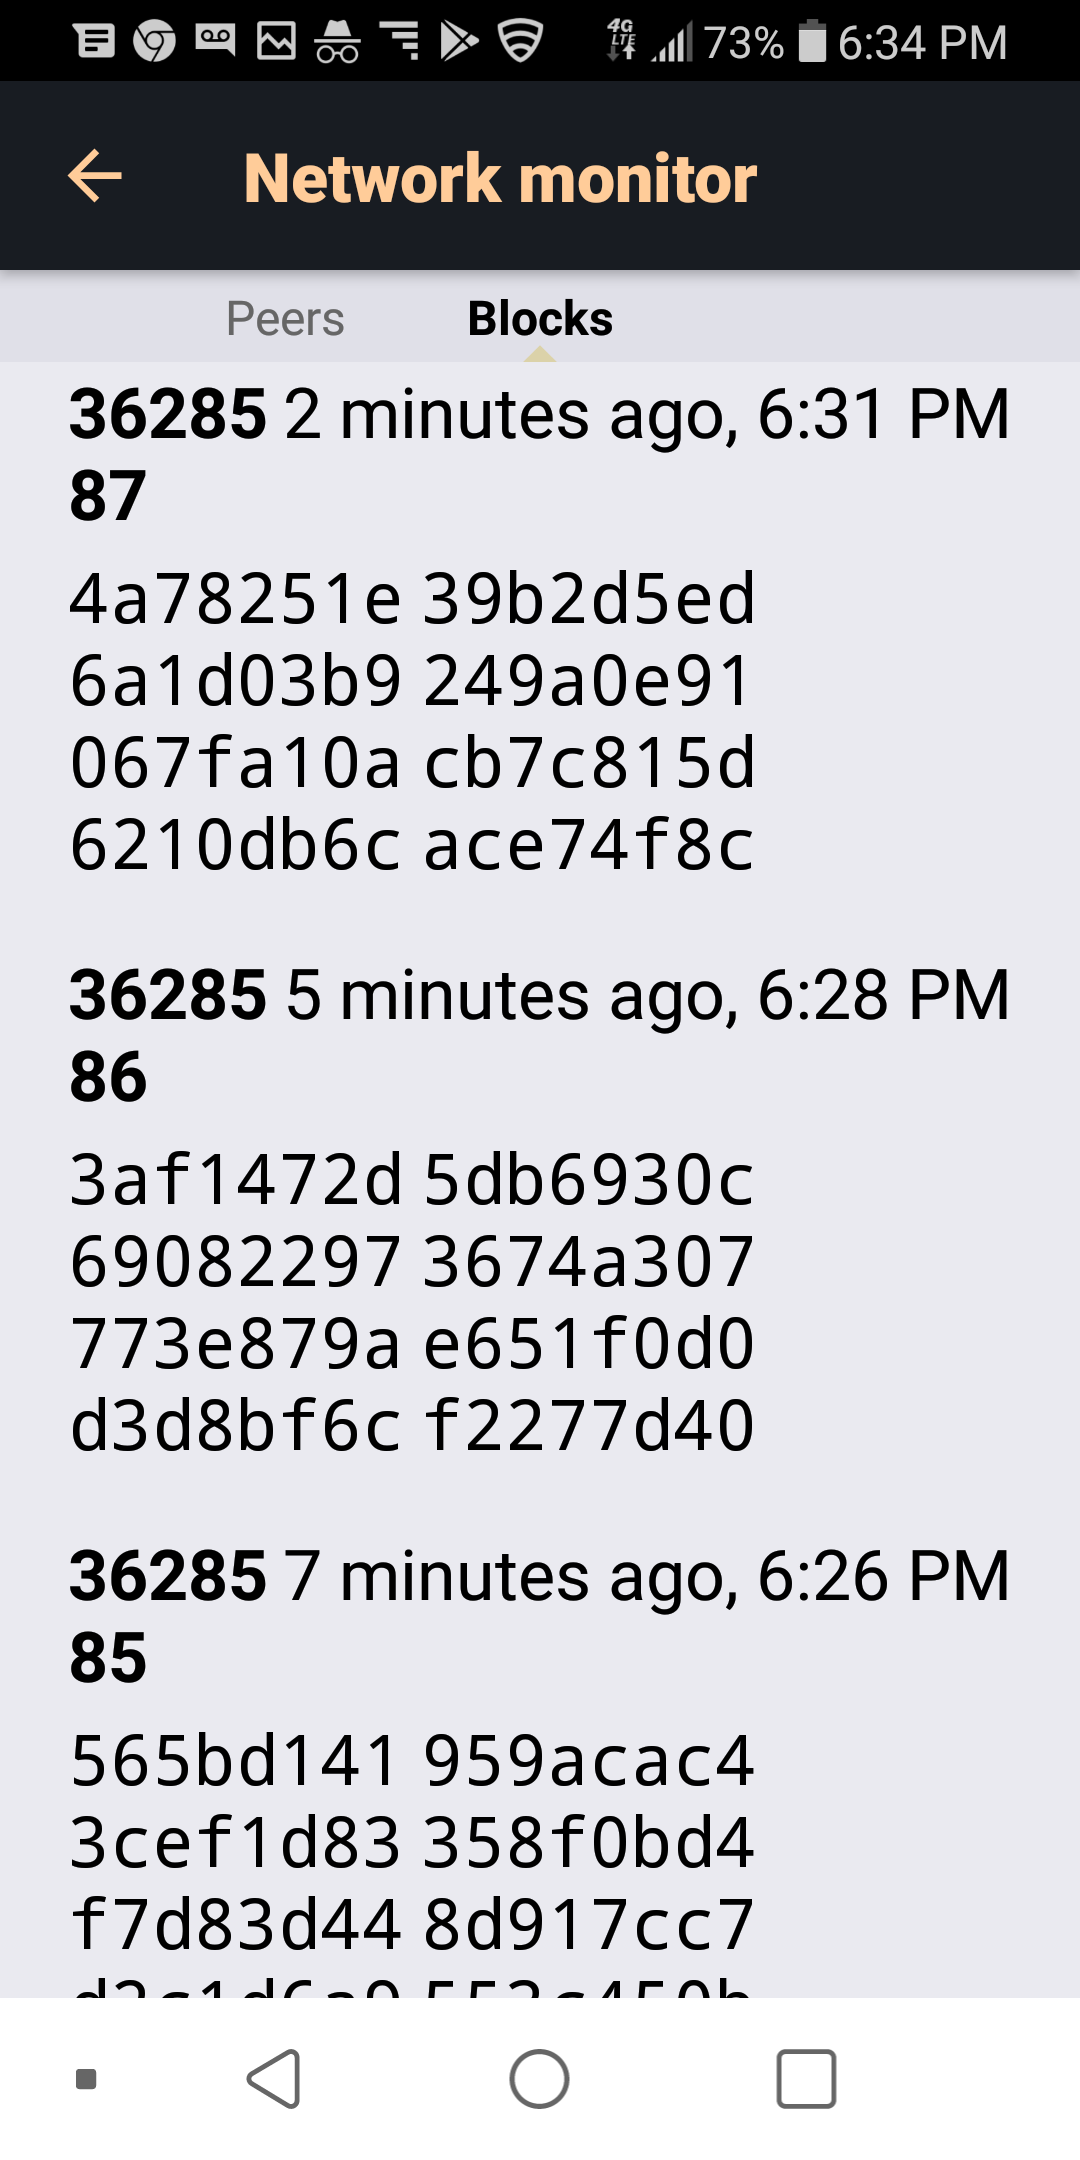 4G
LTE
73% 6:34 PM
Network monitor
Peers Blocks
36285 2 minutes ago, 6:31 PM
87
4a78251e 39b2d5ed
6a1d03b9 249a0e91
067fa10a cb7c815d
6210db6c ace74f8c
36285 5 minutes ago, 6:28 PM
86
3af1472d 5db6930c
69082297 3674a307
773e879a e651f0d0
d3d8bf6c f2277d40
36285 7 minutes ago, 6:26 PM
85
565bd141 959acac4
3cef1d83 358f0bd4
f7d83d44 8d917cc7